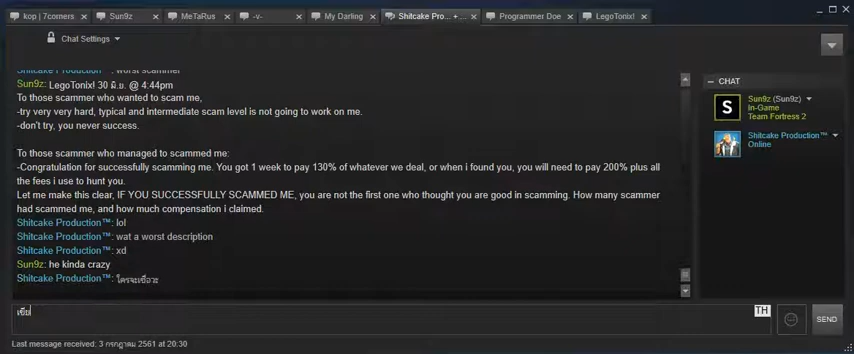 kop | 7corners
Sun9z
MeTaRus
-v-
My Darling
Shitcake Pro... + ...
Programmer Doe
LegoTonix!
Chat Settings
Shitcake Production™: worst scammer
Sun9z: LegoTonix! 30 มิ.ย. @ 4:44pm
To those scammer who wanted to scam me,
-try very very hard, typical and intermediate scam level is not going to work on me.
-don't try, you never success.
To those scammer who managed to scammed me:
-Congratulation for successfully scamming me. You got 1 week to pay 130% of whatever we deal, or when i found you, you will need to pay 200% plus all
the fees i use to hunt you.
Let me make this clear, IF YOU SUCCESSFULLY SCAMMED ME, you are not the first one who thought you are good in scamming. How many scammer
had scammed me, and how much compensation i claimed.
Shitcake Production™: lol
Shitcake Production™: wat a worst description
Shitcake Production™: xd
Sun9z: he kinda crazy
Shitcake Production™: ใครจะเชื่อวะ
CHAT
S
Sun9z (Sun9z)
In-Game
Team Fortress 2
Shitcake Production™
Online
เขีย
TH
SEND
Last message received: 3 กรกฎาคม 2561 at 20:30